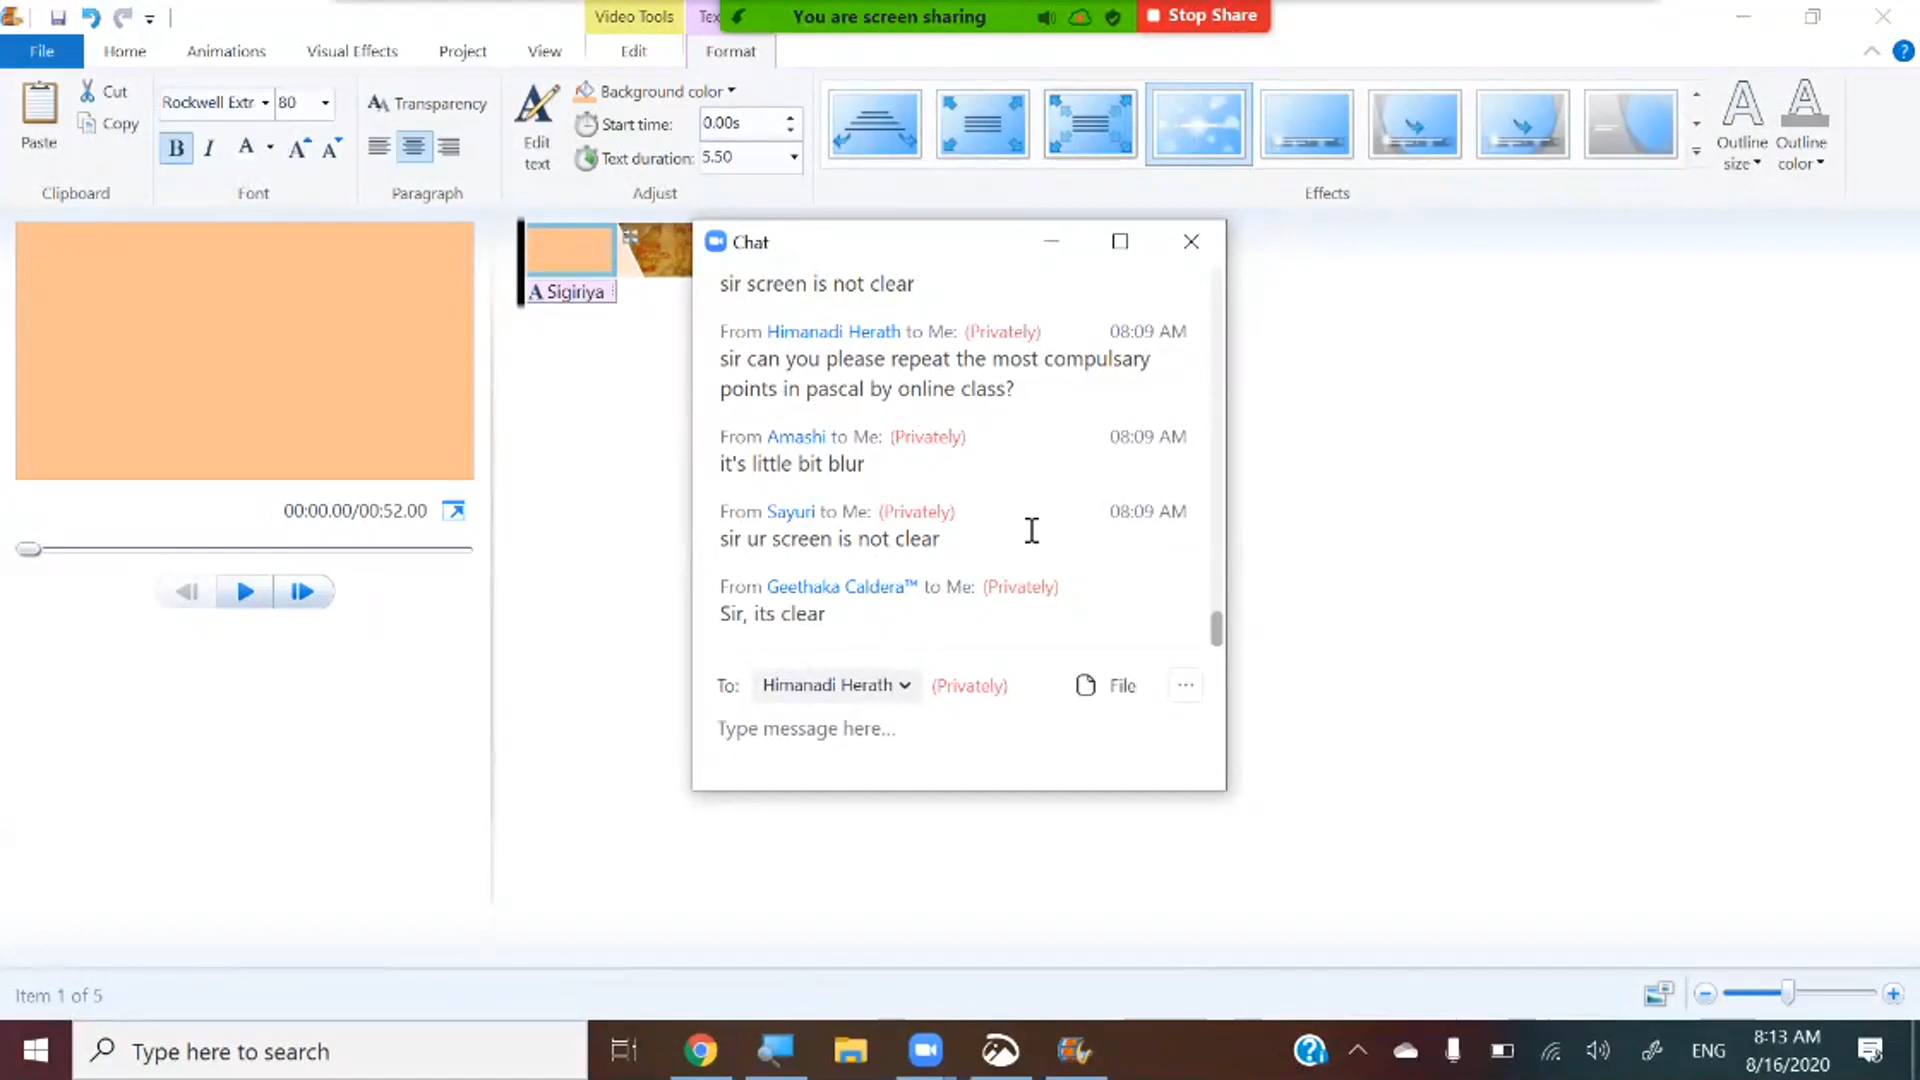 Video Tools
Tex
You are screen sharing
Stop Share
File
Home
Animations
Visual Effects
Project
View
Edit
Format
Paste
Cut
Copy
Clipboard
Rockwell Extr
80
B
I
A
A
A
Font
Transparency
Paragraph
Edit
text
Background color
Start time:
0.00s
Text duration:
5.50
Adjust
Effects
Outline
size
Outline
color
00:00.00/00:52.00
A Sigiriya
Chat
sir screen is not clear
From Himanadi Herath to Me: (Privately) 08:09 AM
sir can you please repeat the most compulsary
points in pascal by online class?
From Amashi to Me: (Privately) 08:09 AM
it's little bit blur
From Sayuri to Me: (Privately) 08:09 AM
sir ur screen is not clear
From Geethaka Caldera™ to Me: (Privately)
Sir, its clear
To: Himanadi Herath (Privately) File ...
Type message here...
Item 1 of 5
Type here to search
ENG
8:13 AM
8/16/2020